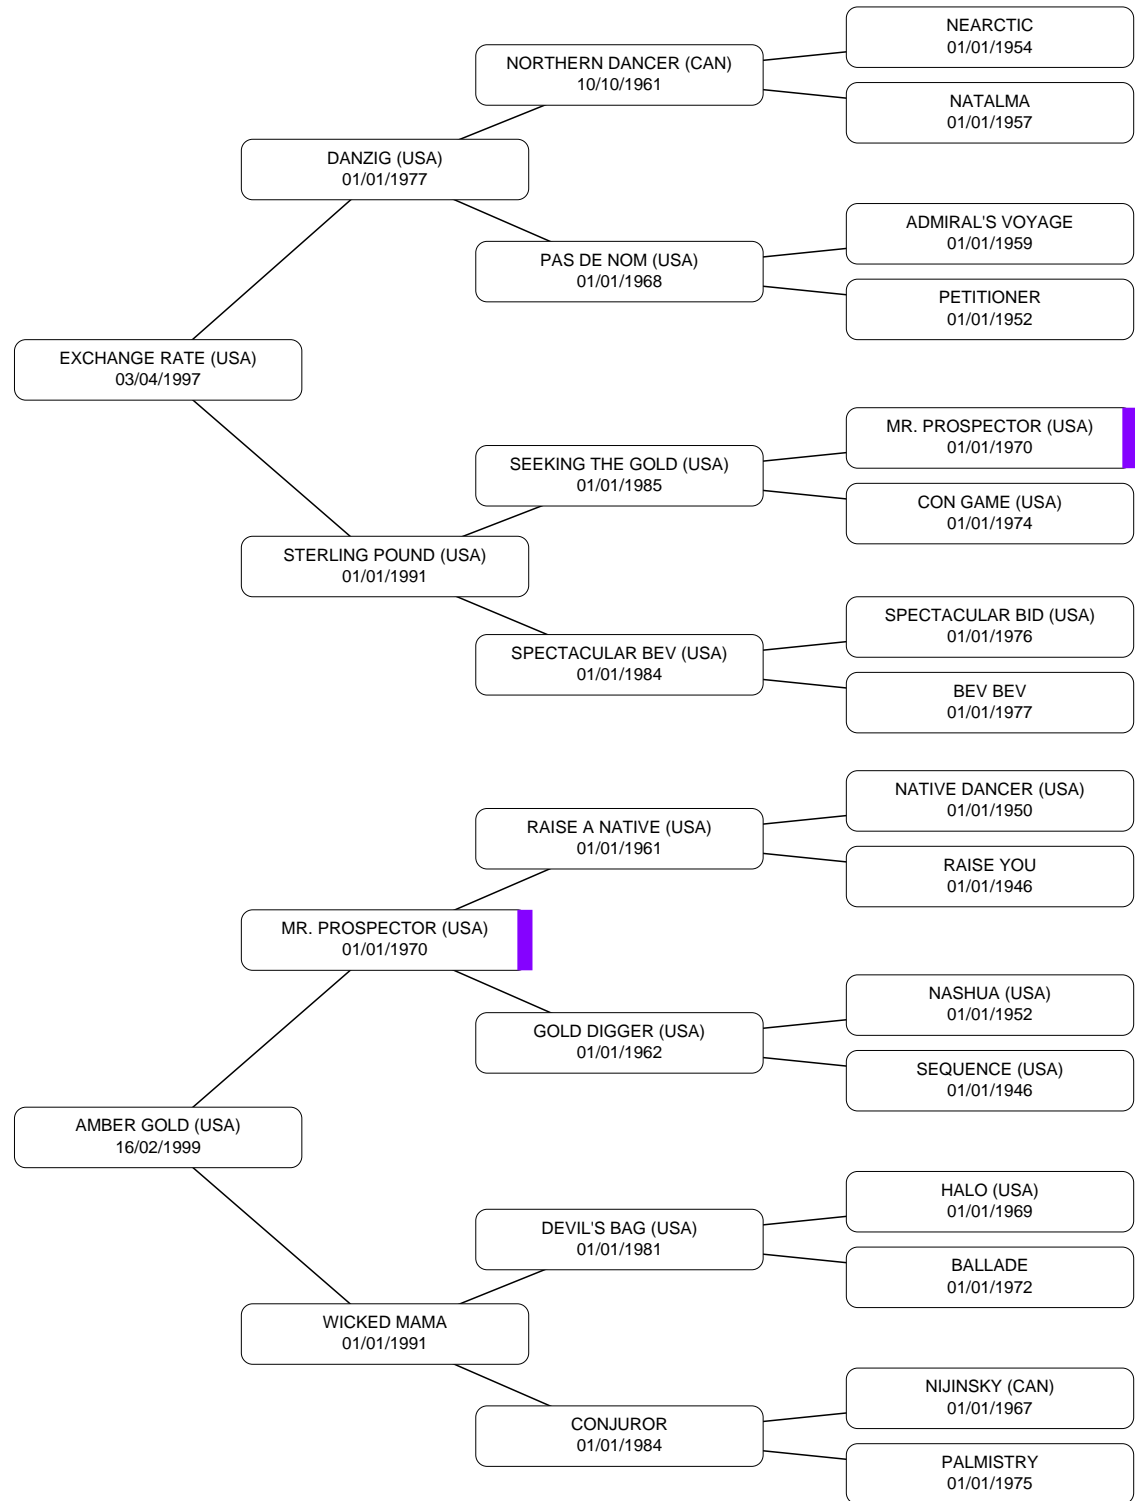 NEARCTIC
01/01/1954
NORTHERN DANCER (CAN)
10/10/1961
NATALMA
01/01/1957
DANZIG (USA)
01/01/1977
ADMIRAL'S VOYAGE
01/01/1959
PAS DE NOM (USA)
01/01/1968
PETITIONER
01/01/1952
EXCHANGE RATE (USA)
03/04/1997
MR. PROSPECTOR (USA)
01/01/1970
SEEKING THE GOLD (USA)
01/01/1985
CON GAME (USA)
01/01/1974
STERLING POUND (USA)
01/01/1991
SPECTACULAR BID (USA)
01/01/1976
SPECTACULAR BEV (USA)
01/01/1984
BEV BEV
01/01/1977
NATIVE DANCER (USA)
01/01/1950
RAISE A NATIVE (USA)
01/01/1961
RAISE YOU
01/01/1946
MR. PROSPECTOR (USA)
01/01/1970
NASHUA (USA)
01/01/1952
GOLD DIGGER (USA)
01/01/1962
SEQUENCE (USA)
01/01/1946
AMBER GOLD (USA)
16/02/1999
HALO (USA)
01/01/1969
DEVIL'S BAG (USA)
01/01/1981
BALLADE
01/01/1972
WICKED MAMA
01/01/1991
NIJINSKY (CAN)
01/01/1967
CONJUROR
01/01/1984
PALMISTRY
01/01/1975